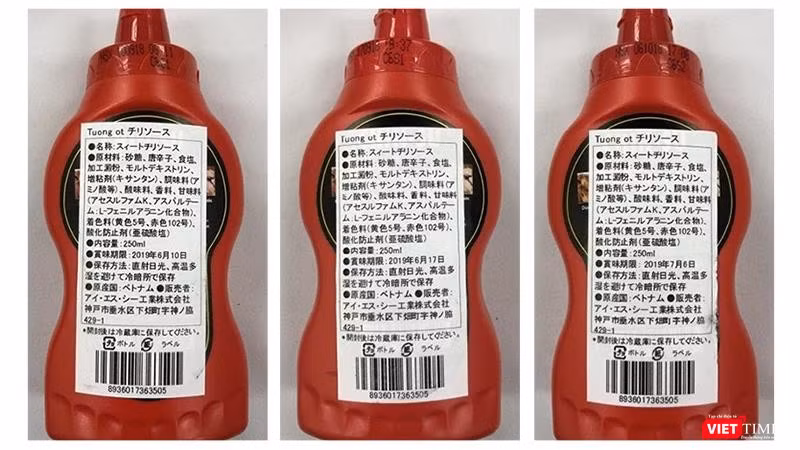 Tuong ot チリソース
●名称:スィートチリソース
●原材料:砂糖、唐辛子、食塩、
加工澱粉、モルトデキストリン、
増粘剤(キサンタン)、調味料(ア
ミノ酸等)、酸味料、香料、甘味料
(アセスルファムK、アスパルテー
ム:L-フェニルアラニン化合物)、
着色料(黄色5号、赤色102号)、
酸化防止剤(亜硫酸塩)
●内容量:250ml
●賞味期限:2019年6月10日
●保存方法:直射日光、高温多
湿を避けて冷暗所で保存
●原産国:ベトナム ●販売者:
アイ・エス・シー工業株式会社
神戸市垂水区下畑町字神ノ脇
429-1
*開封後は冷蔵庫に保存してください。
ボトル ラベル
8936017363505
C6S1
Tuong ot チリソース
●名称:スィートチリソース
●原材料:砂糖、唐辛子、食塩、
加工澱粉、モルトデキストリン、
増粘剤(キサンタン)、調味料(ア
ミノ酸等)、酸味料、香料、甘味料
(アセスルファムK、アスパルテー
ム:L-フェニルアラニン化合物)、
着色料(黄色5号、赤色102号)、
酸化防止剤(亜硫酸塩)
●内容量:250ml
●賞味期限:2019年6月17日
●保存方法:直射日光、高温多
湿を避けて冷暗所で保存
●原産国:ベトナム ●販売者:
アイ・エス・シー工業株式会社
神戸市垂水区下畑町字神ノ脇
429-1
*開封後は冷蔵庫に保存してください。
ボトル ラベル
8936017363505
Tuong ot チリソース
●名称:スィートチリソース
●原材料:砂糖、唐辛子、食塩、
加工澱粉、モルトデキストリン、
増粘剤(キサンタン)、調味料(ア
ミノ酸等)、酸味料、香料、甘味料
(アセスルファムK、アスパルテー
ム:L-フェニルアラニン化合物)、
着色料(黄色5号、赤色102号)、
酸化防止剤(亜硫酸塩)
●内容量:250ml
●賞味期限:2019年7月6日
●保存方法:直射日光、高温多
湿を避けて冷暗所で保存
●原産国:ベトナム ●販売者:
アイ・エス・シー工業株式会社
神戸市垂水区下畑町字神ノ脇
429-1
*開封後は冷蔵庫に保存してください。
ボトル ラベル
8936017363505
Tạp chí điện tử
VIET TIM